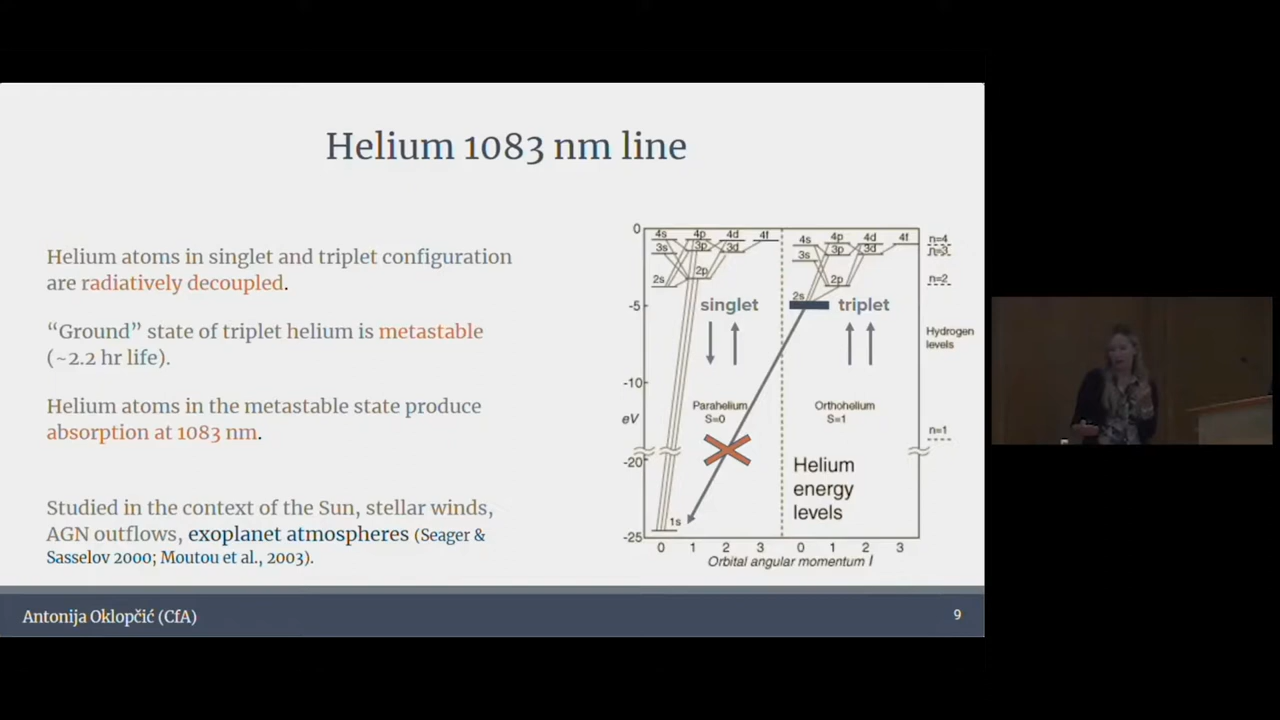 Helium 1083 nm line
Helium atoms in singlet and triplet configuration
are radiatively decoupled.
“Ground” state of triplet helium is metastable
(~2.2 hr life).
Helium atoms in the metastable state produce
absorption at 1083 nm.
Studied in the context of the Sun, stellar winds,
AGN outflows, exoplanet atmospheres (Seager &
Sasselov 2000; Moutou et al., 2003).
0
-5
-10
eV
-20
-25
4s 4p 4d 4f
3s 3p 3d
2s 2p
1s
singlet
Parahelium
S=0
4s 4p 4d 4f
3s 3p 3d
2s 2p
triplet
Orthohelium
S=1
Helium
energy
levels
n=4
n=3
n=2
Hydrogen
levels
n=1
0 1 2 3 0 1 2 3
Orbital angular momentum l
Antonija Oklopčić (CfA)
9